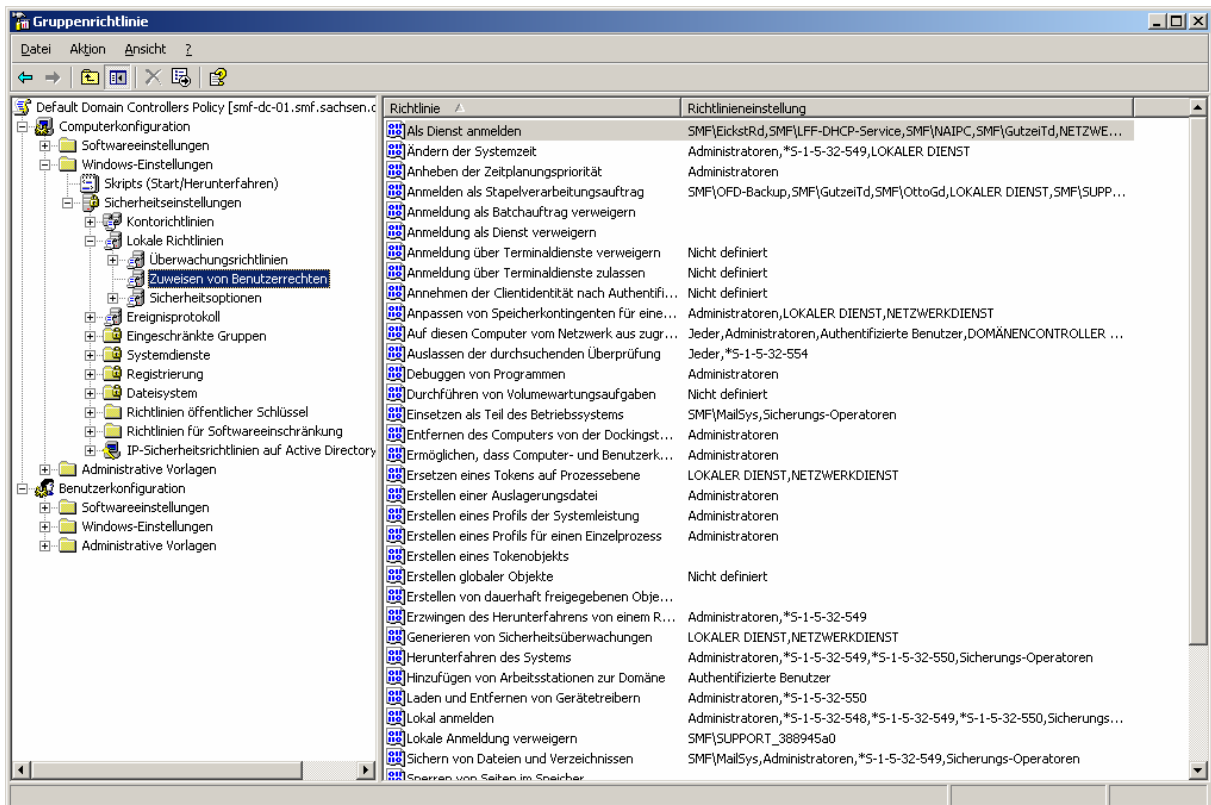 Gruppenrichtlinie
Datei Aktion Ansicht ?
Default Domain Controllers Policy [smf-dc-01.smf.sachsen.c
Computerkonfiguration
Softwareeinstellungen
Windows-Einstellungen
Skripts (Start/Herunterfahren)
Sicherheitseinstellungen
Kontorichtlinien
Lokale Richtlinien
Überwachungsrichtlinien
Zuweisen von Benutzerrechten
Sicherheitsoptionen
Ereignisprotokoll
Eingeschränkte Gruppen
Systemdienste
Registrierung
Dateisystem
Richtlinien öffentlicher Schlüssel
Richtlinien für Softwareeinschränkung
IP-Sicherheitsrichtlinien auf Active Directory
Administrative Vorlagen
Benutzerkonfiguration
Softwareeinstellungen
Windows-Einstellungen
Administrative Vorlagen
Richtlinie Richtlinieneinstellung
Als Dienst anmelden SMF\EickstRd,SMF\LFF-DHCP-Service,SMF\NAIPC,SMF\GutzeiTd,NETZWE...
Ändern der Systemzeit Administratoren,*S-1-5-32-549,LOKALER DIENST
Anheben der Zeitplanungspriorität Administratoren
Anmelden als Stapelverarbeitungsauftrag SMF\OFD-Backup,SMF\GutzeiTd,SMF\OttoGd,LOKALER DIENST,SMF\SUPP...
Anmeldung als Batchauftrag verweigern
Anmeldung als Dienst verweigern
Anmeldung über Terminaldienste verweigern Nicht definiert
Anmeldung über Terminaldienste zulassen Nicht definiert
Annehmen der Clientidentität nach Authentifi... Nicht definiert
Anpassen von Speicherkontingenten für eine... Administratoren,LOKALER DIENST,NETZWERKDIENST
Auf diesen Computer vom Netzwerk aus zugr... Jeder,Administratoren,Authentifizierte Benutzer,DOMÄNENCONTROLLER ...
Auslassen der durchsuchenden Überprüfung Jeder,*S-1-5-32-554
Debuggen von Programmen Administratoren
Durchführen von Volumewartungsaufgaben Nicht definiert
Einsetzen als Teil des Betriebssystems SMF\MailSys,Sicherungs-Operatoren
Entfernen des Computers von der Dockingst... Administratoren
Ermöglichen, dass Computer- und Benutzerk... Administratoren
Ersetzen eines Tokens auf Prozessebene LOKALER DIENST,NETZWERKDIENST
Erstellen einer Auslagerungsdatei Administratoren
Erstellen eines Profils der Systemleistung Administratoren
Erstellen eines Profils für einen Einzelprozess Administratoren
Erstellen eines Tokenobjekts
Erstellen globaler Objekte Nicht definiert
Erstellen von dauerhaft freigegebenen Obje...
Erzwingen des Herunterfahrens von einem R... Administratoren,*S-1-5-32-549
Generieren von Sicherheitsüberwachungen LOKALER DIENST,NETZWERKDIENST
Herunterfahren des Systems Administratoren,*S-1-5-32-549,*S-1-5-32-550,Sicherungs-Operatoren
Hinzufügen von Arbeitsstationen zur Domäne Authentifizierte Benutzer
Laden und Entfernen von Gerätetreibern Administratoren,*S-1-5-32-550
Lokal anmelden Administratoren,*S-1-5-32-548,*S-1-5-32-549,*S-1-5-32-550,Sicherungs...
Lokale Anmeldung verweigern SMF\SUPPORT_388945a0
Sichern von Dateien und Verzeichnissen SMF\MailSys,Administratoren,*S-1-5-32-549,Sicherungs-Operatoren
Sperren von Seiten im Speicher